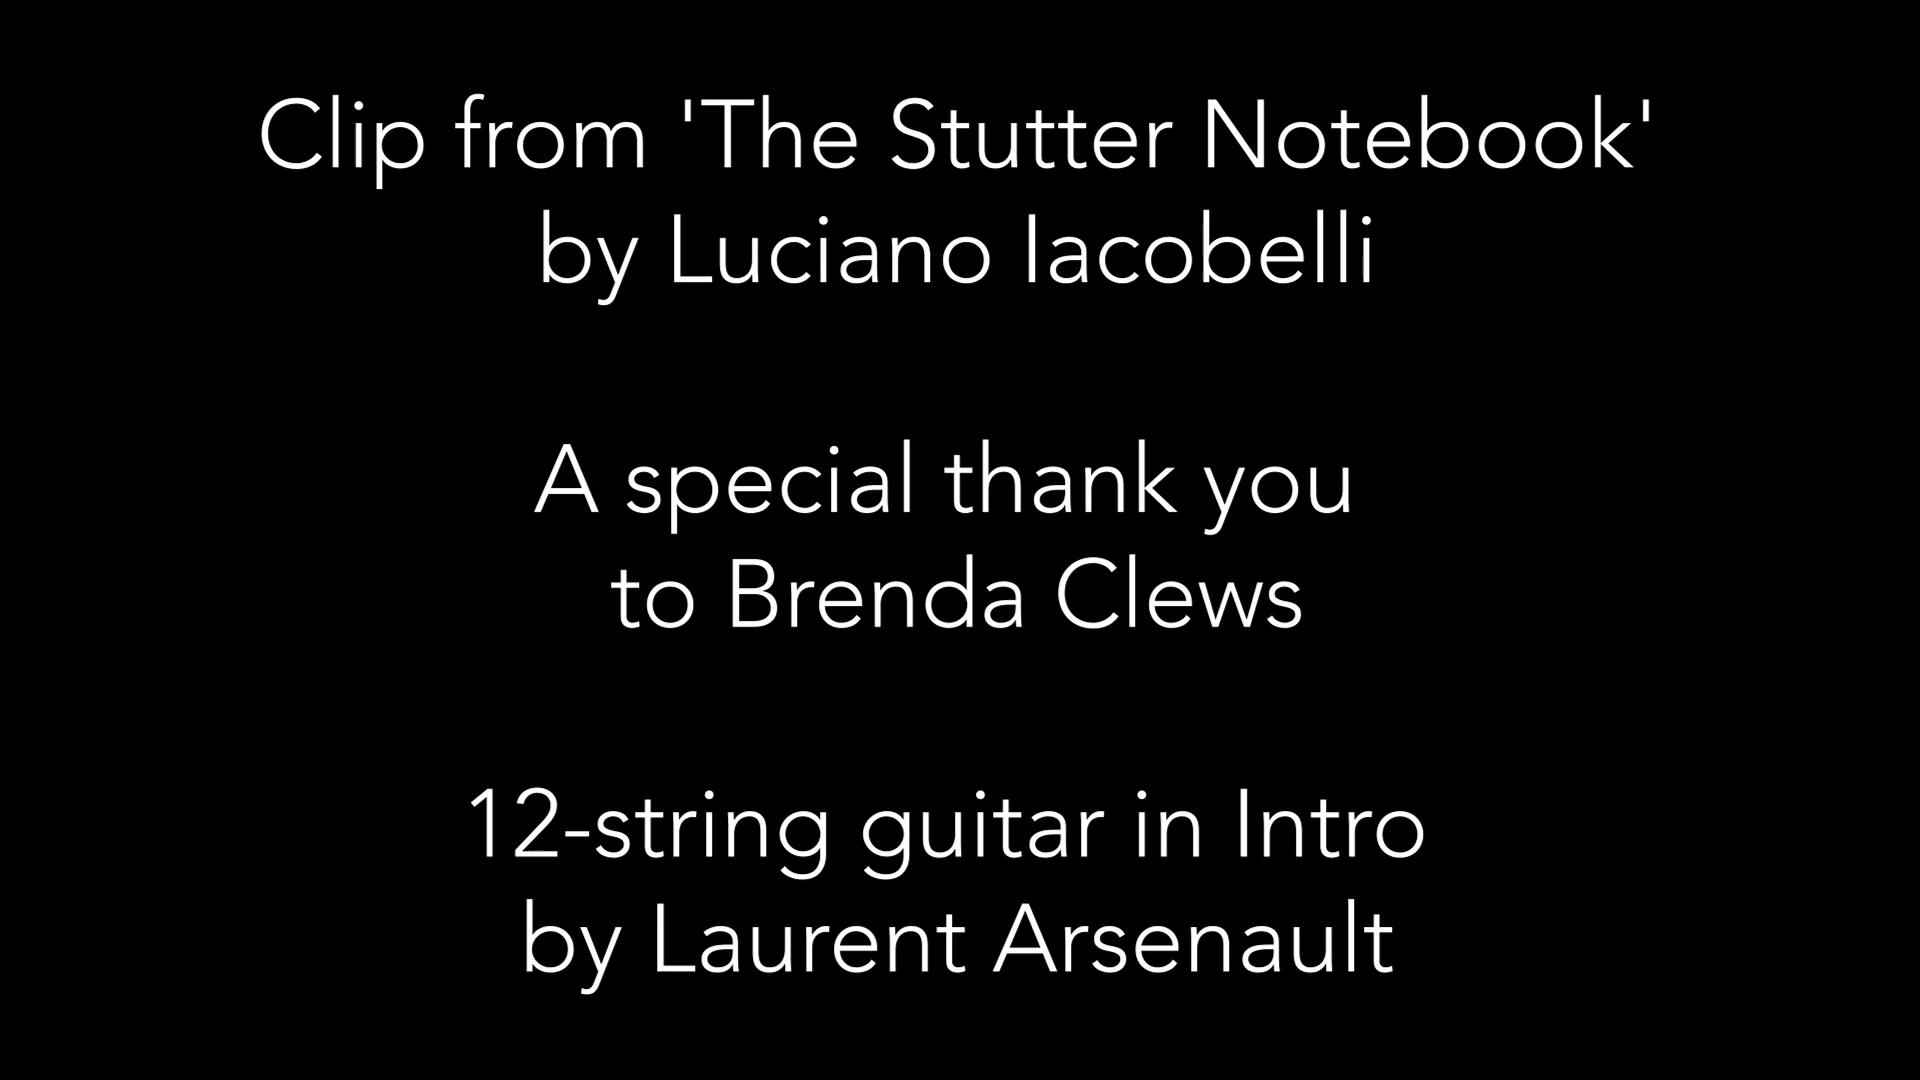 Clip from 'The Stutter Notebook'
by Luciano Iacobelli
A special thank you
to Brenda Clews
12-string guitar in Intro
by Laurent Arsenault